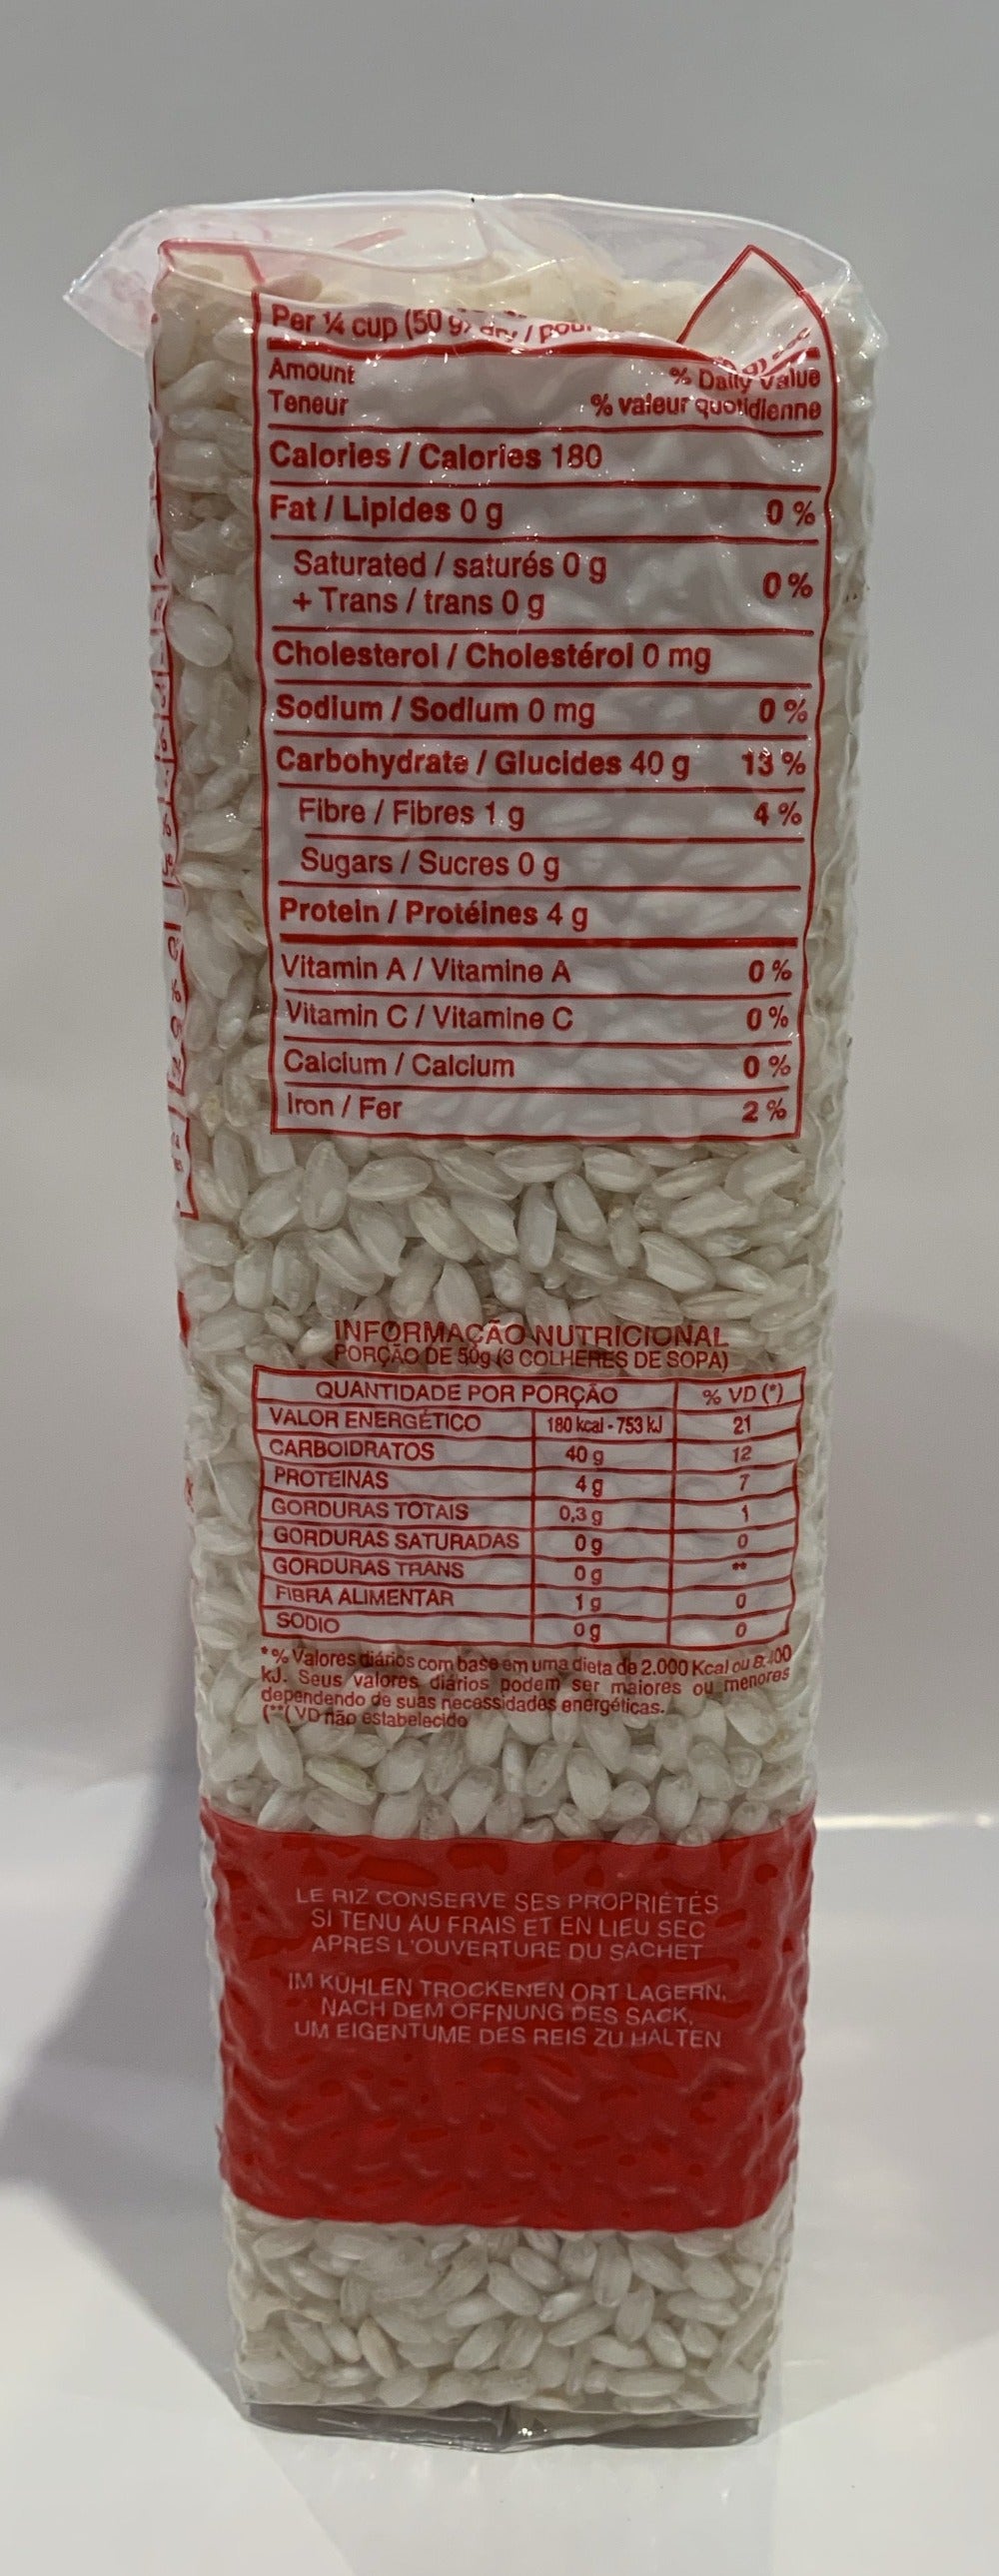 Per ¼ cup (50 g) dry / pour
Amount % Daily Value
Teneur % valeur quotidienne
Calories / Calories 180
Fat / Lipides 0 g 0 %
Saturated / saturés 0 g
+ Trans / trans 0 g 0 %
Cholesterol / Cholestérol 0 mg
Sodium / Sodium 0 mg 0 %
Carbohydrate / Glucides 40 g 13 %
Fibre / Fibres 1 g 4 %
Sugars / Sucres 0 g
Protein / Protéines 4 g
Vitamin A / Vitamine A 0 %
Vitamin C / Vitamine C 0 %
Calcium / Calcium 0 %
Iron / Fer 2 %
INFORMAÇÃO NUTRICIONAL
PORÇÃO DE 50g (3 COLHERES DE SOPA)
QUANTIDADE POR PORÇÃO % VD (*)
VALOR ENERGÉTICO 180 kcal - 753 kJ 21
CARBOIDRATOS 40 g 12
PROTEINAS 4 g 7
GORDURAS TOTAIS 0,3 g 1
GORDURAS SATURADAS 0 g 0
GORDURAS TRANS 0 g **
FIBRA ALIMENTAR 1 g 0
SODIO 0 g 0
*% Valores diários com base em uma dieta de 2.000 Kcal ou 8.400
kJ. Seus valores diários podem ser maiores ou menores
dependendo de suas necessidades energéticas.
(**( VD não estabelecido
LE RIZ CONSERVE SES PROPRIÉTÉS
SI TENU AU FRAIS ET EN LIEU SEC
APRES L'OUVERTURE DU SACHET
IM KÜHLEN TROCKENEN ORT LAGERN,
NACH DEM OFFNUNG DES SACK,
UM EIGENTUME DES REIS ZU HALTEN